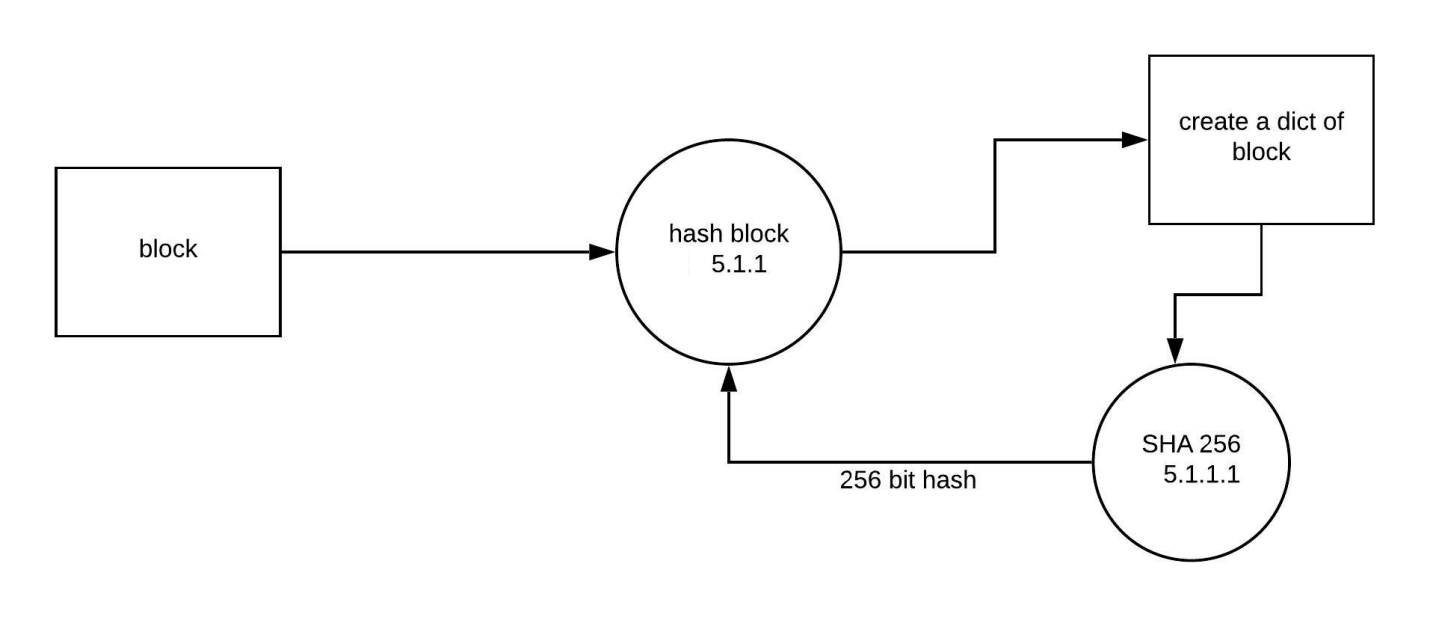 block
hash block
5.1.1
create a dict of
block
SHA 256
5.1.1.1
256 bit hash